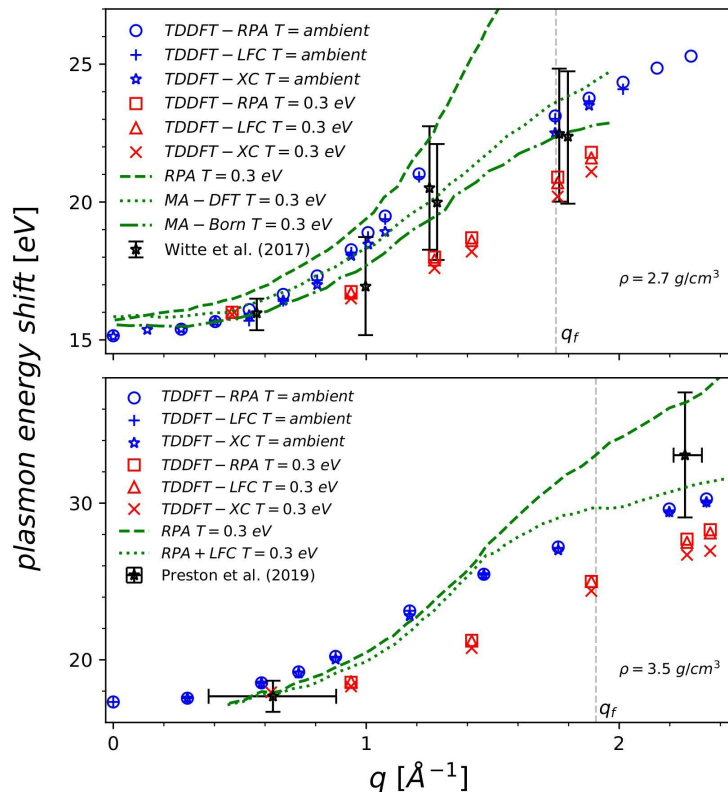 plasmon energy shift [eV]
25
20
15
TDDFT − RPA T = ambient
TDDFT − LFC T = ambient
TDDFT − XC T = ambient
TDDFT − RPA T = 0.3 eV
TDDFT − LFC T = 0.3 eV
TDDFT − XC T = 0.3 eV
RPA T = 0.3 eV
MA − DFT T = 0.3 eV
MA − Born T = 0.3 eV
Witte et al. (2017)
ρ = 2.7 g/cm³
q_f
30
20
TDDFT − RPA T = ambient
TDDFT − LFC T = ambient
TDDFT − XC T = ambient
TDDFT − RPA T = 0.3 eV
TDDFT − LFC T = 0.3 eV
TDDFT − XC T = 0.3 eV
RPA T = 0.3 eV
RPA + LFC T = 0.3 eV
Preston et al. (2019)
ρ = 3.5 g/cm³
q_f
0 1 2
q [Å⁻¹]